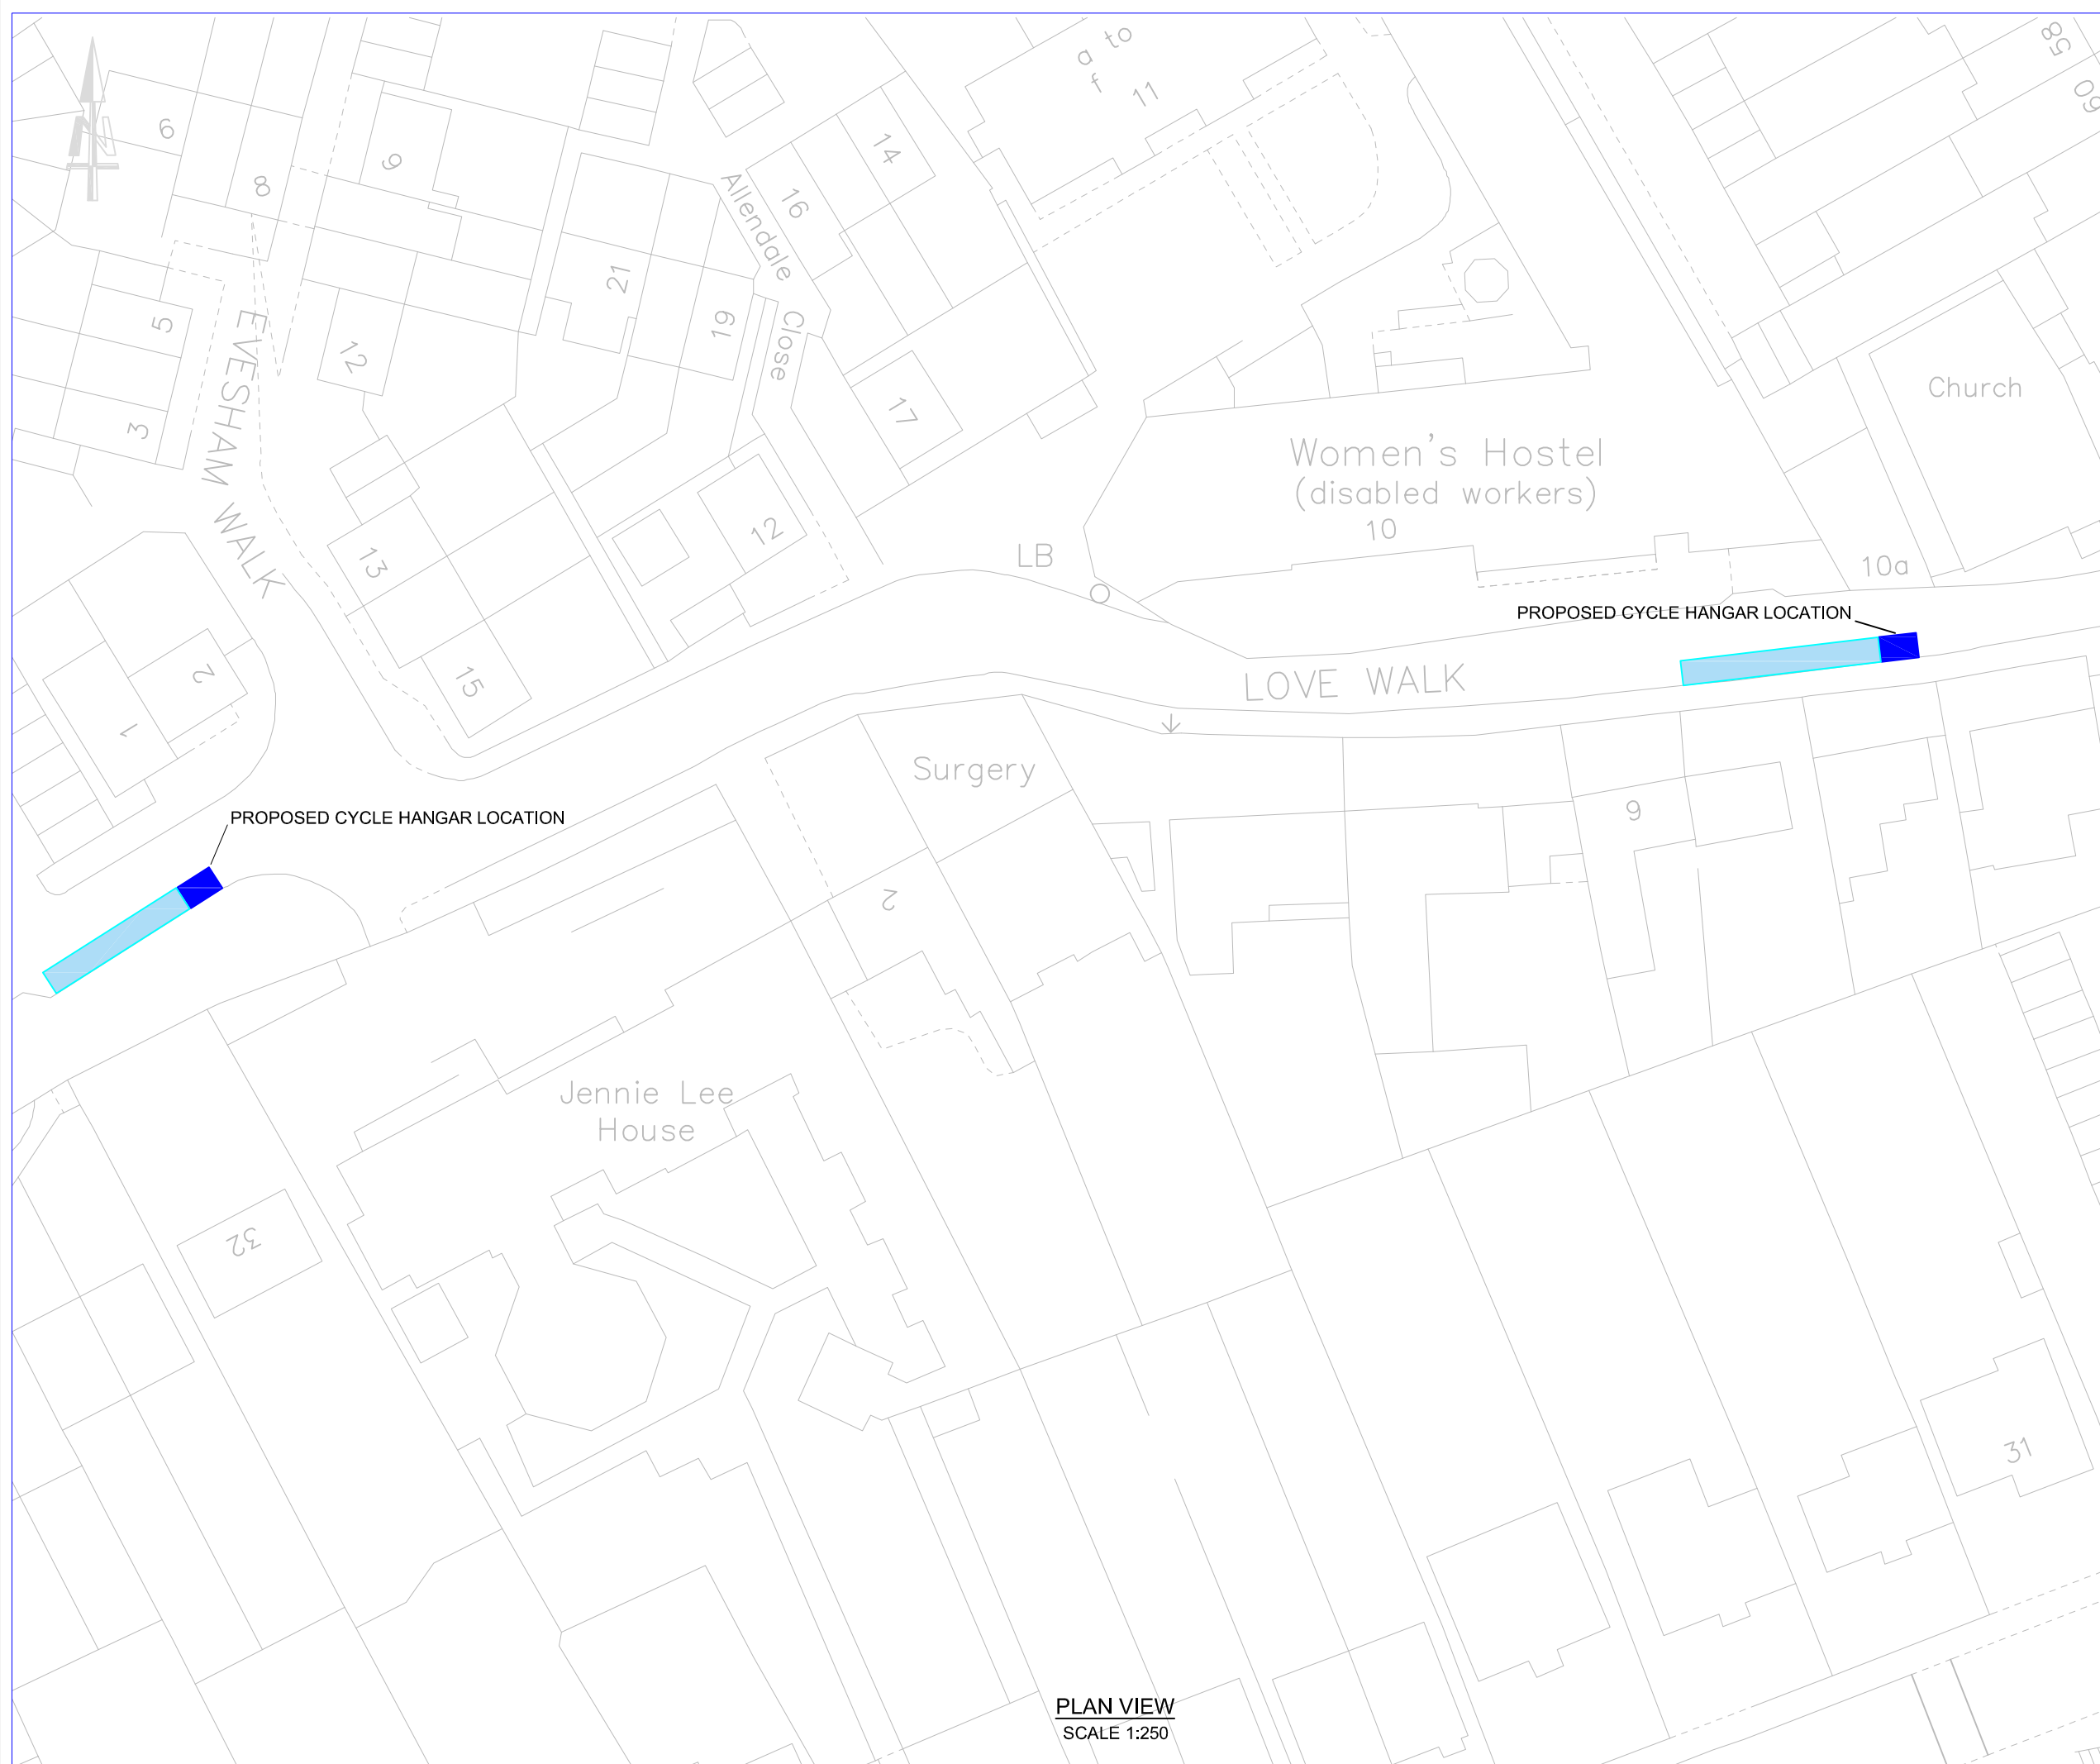 a to
f
11
58
60
6
8
9
14
16
Allendale
Close
21
19
5
3
EVESHAM WALK
12
17
Church
Women's Hostel
(disabled workers)
10
13
12
LB
10a
PROPOSED CYCLE HANGAR LOCATION
2
1
15
LOVE WALK
Surgery
PROPOSED CYCLE HANGAR LOCATION
9
2
Jennie Lee
House
32
31
PLAN VIEW
SCALE 1:250